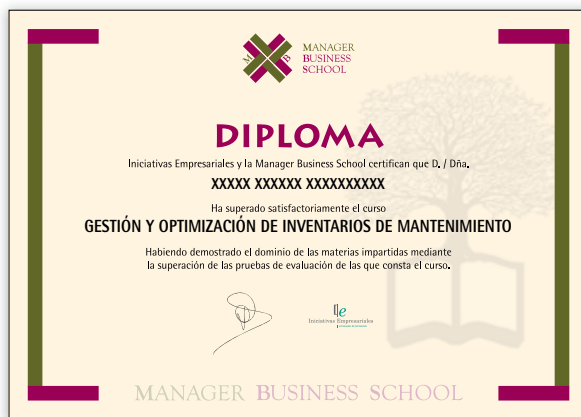 M B
MANAGER
BUSINESS
SCHOOL
DIPLOMA
Iniciativas Empresariales y la Manager Business School certifican que D. / Dña.
XXXXX XXXXXX XXXXXXXXXX
Ha superado satisfactoriamente el curso
GESTIÓN Y OPTIMIZACIÓN DE INVENTARIOS DE MANTENIMIENTO
Habiendo demostrado el dominio de las materias impartidas mediante
la superación de las pruebas de evaluación de las que consta el curso.
Iniciativas Empresariales
MANAGER BUSINESS SCHOOL